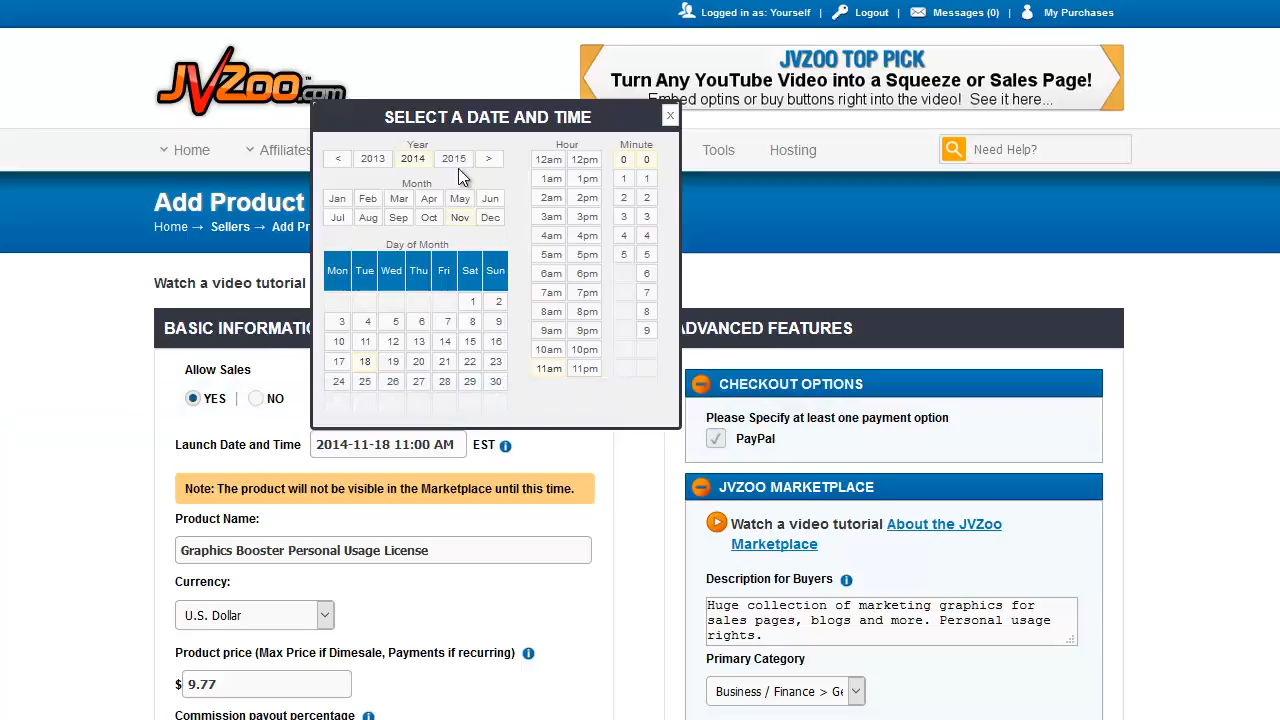 Logged in as: Yourself | Logout | Messages (0) | My Purchases
JVZoo.com
JVZOO TOP PICK
Turn Any YouTube Video into a Squeeze or Sales Page!
Embed optins or buy buttons right into the video! See it here...
Home
Affiliates
Tools
Hosting
Need Help?
SELECT A DATE AND TIME
x
Year
< 2013 2014 2015 >
Month
Jan Feb Mar Apr May Jun
Jul Aug Sep Oct Nov Dec
Day of Month
Mon Tue Wed Thu Fri Sat Sun
1 2
3 4 5 6 7 8 9
10 11 12 13 14 15 16
17 18 19 20 21 22 23
24 25 26 27 28 29 30
Hour Minute
12am 12pm 0 0
1am 1pm 1 1
2am 2pm 2 2
3am 3pm 3 3
4am 4pm 4 4
5am 5pm 5 5
6am 6pm 6
7am 7pm 7
8am 8pm 8
9am 9pm 9
10am 10pm
11am 11pm
Add Product
Home → Sellers → Add Pr
Watch a video tutorial
BASIC INFORMATIO
Allow Sales
YES | NO
Launch Date and Time 2014-11-18 11:00 AM EST
Note: The product will not be visible in the Marketplace until this time.
Product Name:
Graphics Booster Personal Usage License
Currency:
U.S. Dollar
Product price (Max Price if Dimesale, Payments if recurring)
$ 9.77
Commission payout percentage
ADVANCED FEATURES
CHECKOUT OPTIONS
Please Specify at least one payment option
PayPal
JVZOO MARKETPLACE
Watch a video tutorial About the JVZoo
Marketplace
Description for Buyers
Huge collection of marketing graphics for
sales pages, blogs and more. Personal usage
rights.
Primary Category
Business / Finance > Ge